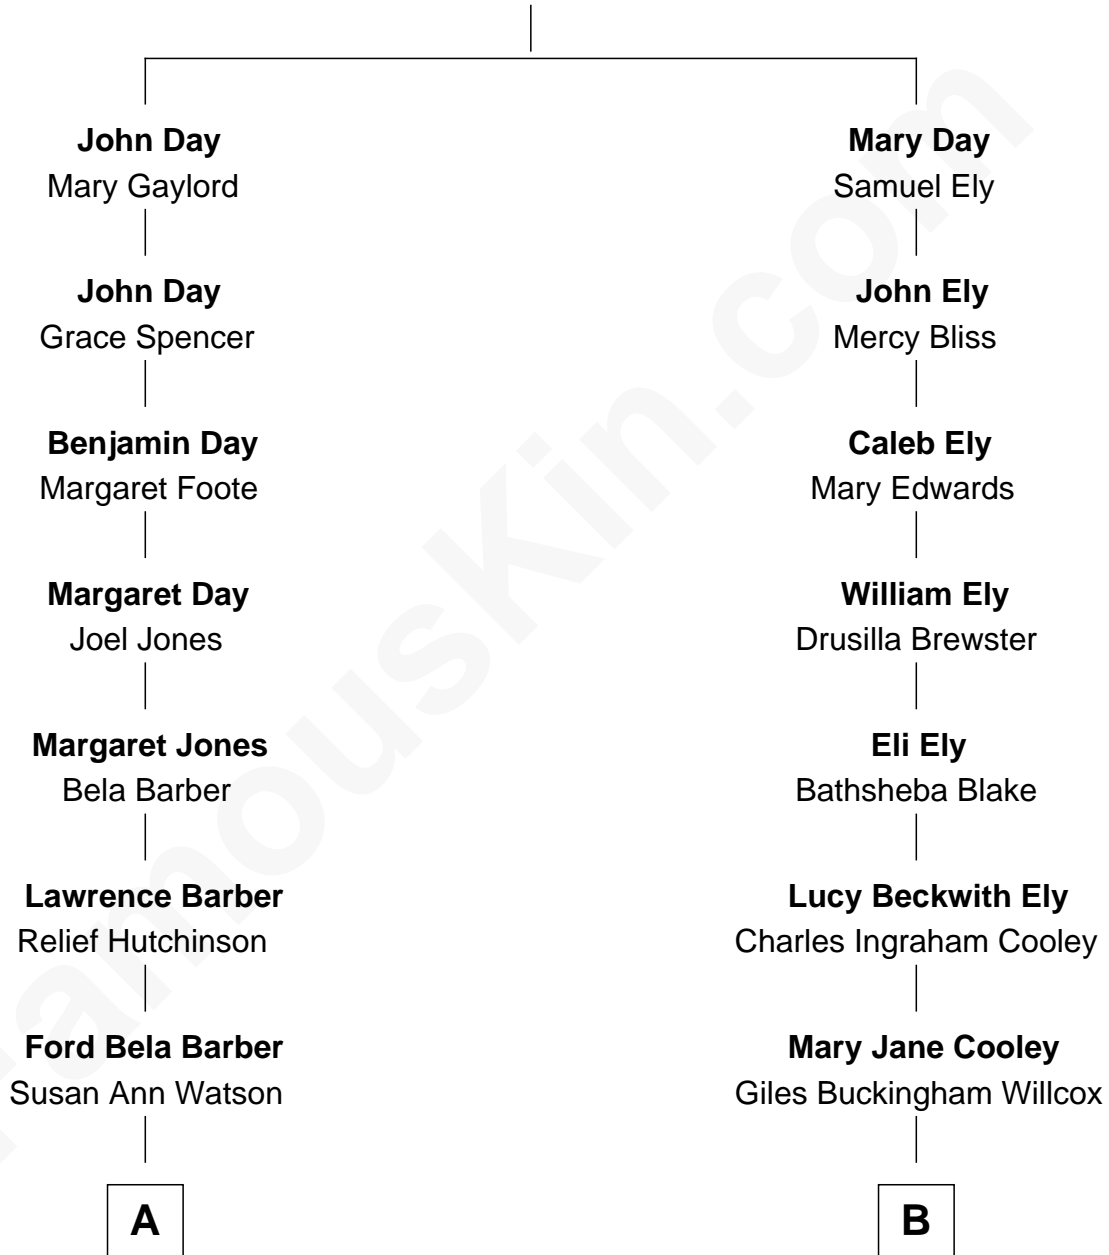 John Day
Mary Gaylord
John Day
Grace Spencer
Benjamin Day
Margaret Foote
Margaret Day
Joel Jones
Margaret Jones
Bela Barber
Lawrence Barber
Relief Hutchinson
Ford Bela Barber
Susan Ann Watson
A
Mary Day
Samuel Ely
John Ely
Mercy Bliss
Caleb Ely
Mary Edwards
William Ely
Drusilla Brewster
Eli Ely
Bathsheba Blake
Lucy Beckwith Ely
Charles Ingraham Cooley
Mary Jane Cooley
Giles Buckingham Willcox
B
FamousKin.com